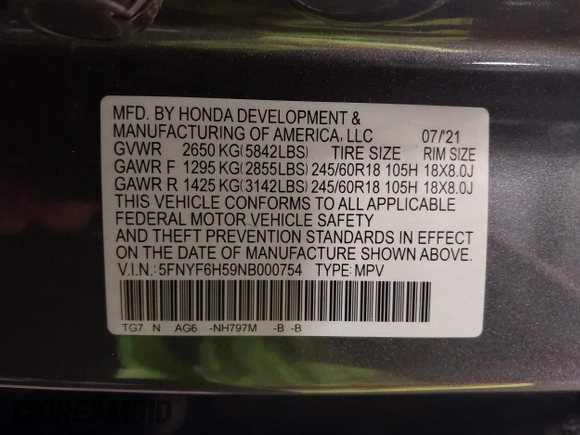 MFD. BY HONDA DEVELOPMENT &
MANUFACTURING OF AMERICA, LLC 07/'21
GVWR 2650 KG(5842LBS) TIRE SIZE RIM SIZE
GAWR F 1295 KG(2855LBS) 245/60R18 105H 18X8.0J
GAWR R 1425 KG(3142LBS) 245/60R18 105H 18X8.0J
THIS VEHICLE CONFORMS TO ALL APPLICABLE
FEDERAL MOTOR VEHICLE SAFETY
AND THEFT PREVENTION STANDARDS IN EFFECT
ON THE DATE OF MANUFACTURE SHOWN ABOVE.
V.I.N.: 5FNYF6H59NB000754 TYPE: MPV
TG7 N AG6 -NH797M -B -B
DREAMBID